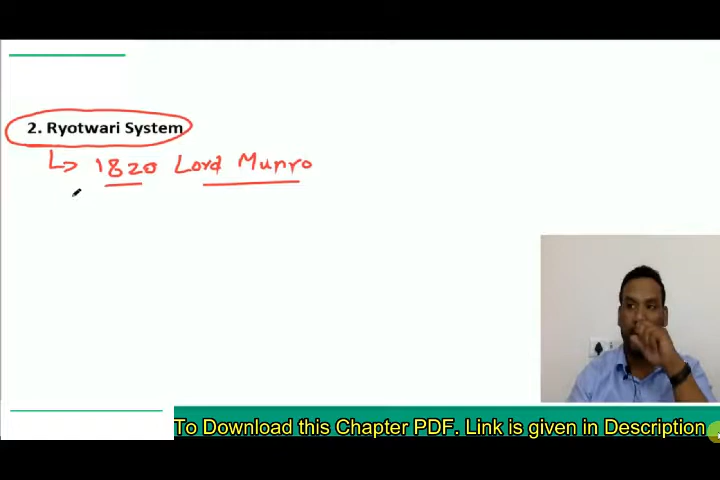 2. Ryotwari System
1820 Lord Munro
To Download this Chapter PDF. Link is given in Description